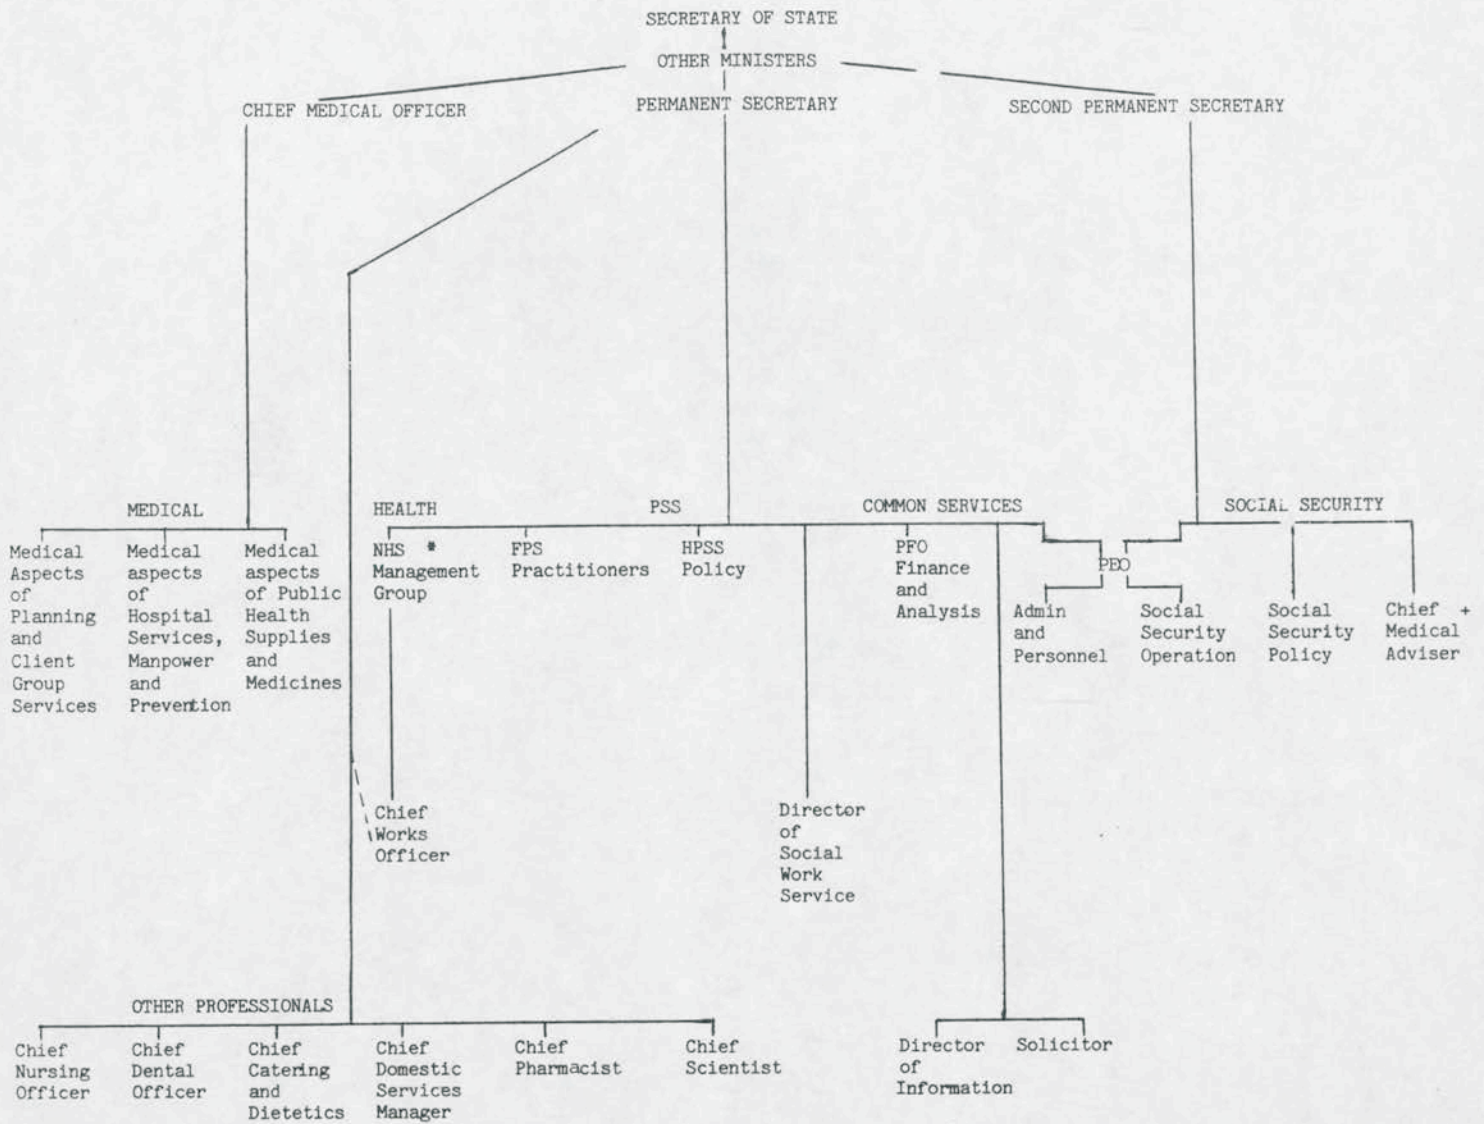 SECRETARY OF STATE
OTHER MINISTERS
CHIEF MEDICAL OFFICER
PERMANENT SECRETARY
SECOND PERMANENT SECRETARY
MEDICAL
HEALTH
PSS
COMMON SERVICES
SOCIAL SECURITY
Medical
Aspects
of
Planning
and
Client
Group
Services
Medical
aspects
of
Hospital
Services,
Manpower
and
Prevention
Medical
aspects
of Public
Health
Supplies
and
Medicines
NHS *
Management
Group
FPS
Practitioners
HPSS
Policy
PFO
Finance
and
Analysis
PEO
Admin
and
Personnel
Social
Security
Operation
Social
Security
Policy
Chief +
Medical
Adviser
Chief
Works
Officer
Director
of
Social
Work
Service
OTHER PROFESSIONALS
Chief
Nursing
Officer
Chief
Dental
Officer
Chief
Catering
and
Dietetics
Chief
Domestic
Services
Manager
Chief
Pharmacist
Chief
Scientist
Director
of
Information
Solicitor